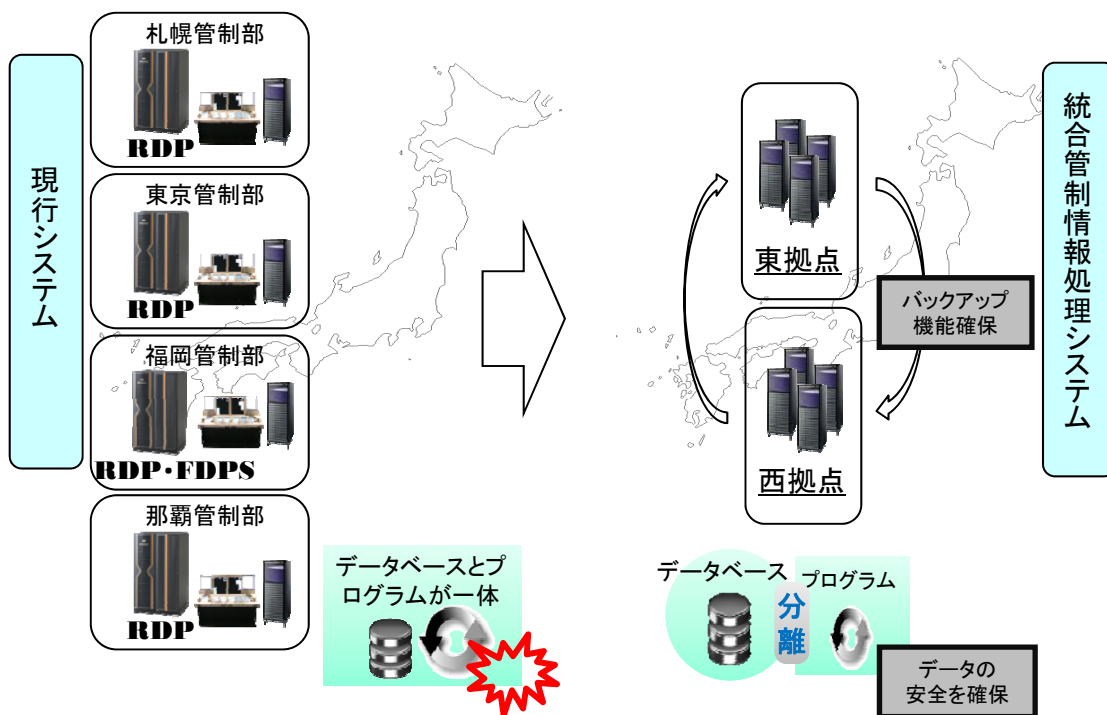 現行システム
札幌管制部
RDP
東京管制部
RDP
福岡管制部
RDP・FDPS
那覇管制部
RDP
データベースとプ
ログラムが一体
東拠点
西拠点
バックアップ
機能確保
統合管制情報処理システム
データベース
分離
プログラム
データの
安全を確保